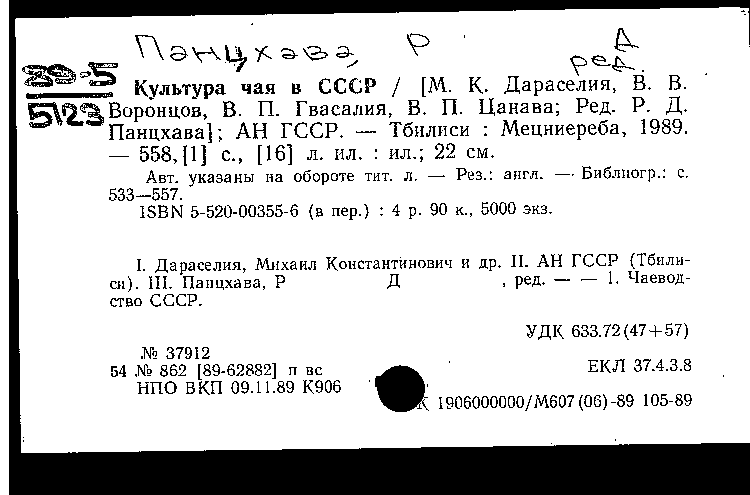 Панцхава, Р Д
ред.
89-5
5123
Культура чая в СССР / [М. К. Дараселия, В. В.
Воронцов, В. П. Гвасалия, В. П. Цанава; Ред. Р. Д.
Панцхава]; АН ГССР. — Тбилиси : Мецниереба, 1989.
— 558,[1] с., [16] л. ил. : ил.; 22 см.
Авт. указаны на обороте тит. л. — Рез.: англ. — Библиогр.: с.
533—557.
ISBN 5-520-00355-6 (в пер.) : 4 р. 90 к., 5000 экз.
I. Дараселия, Михаил Константинович и др. II. АН ГССР (Тбили-
си). III. Панцхава, Р Д , ред. — — 1. Чаевод-
ство СССР.
УДК 633.72(47+57)
№ 37912
54 № 862 [89-62882] п вс
ЕКЛ 37.4.3.8
НПО ВКП 09.11.89 К906
К 1906000000/М607(06)-89 105-89